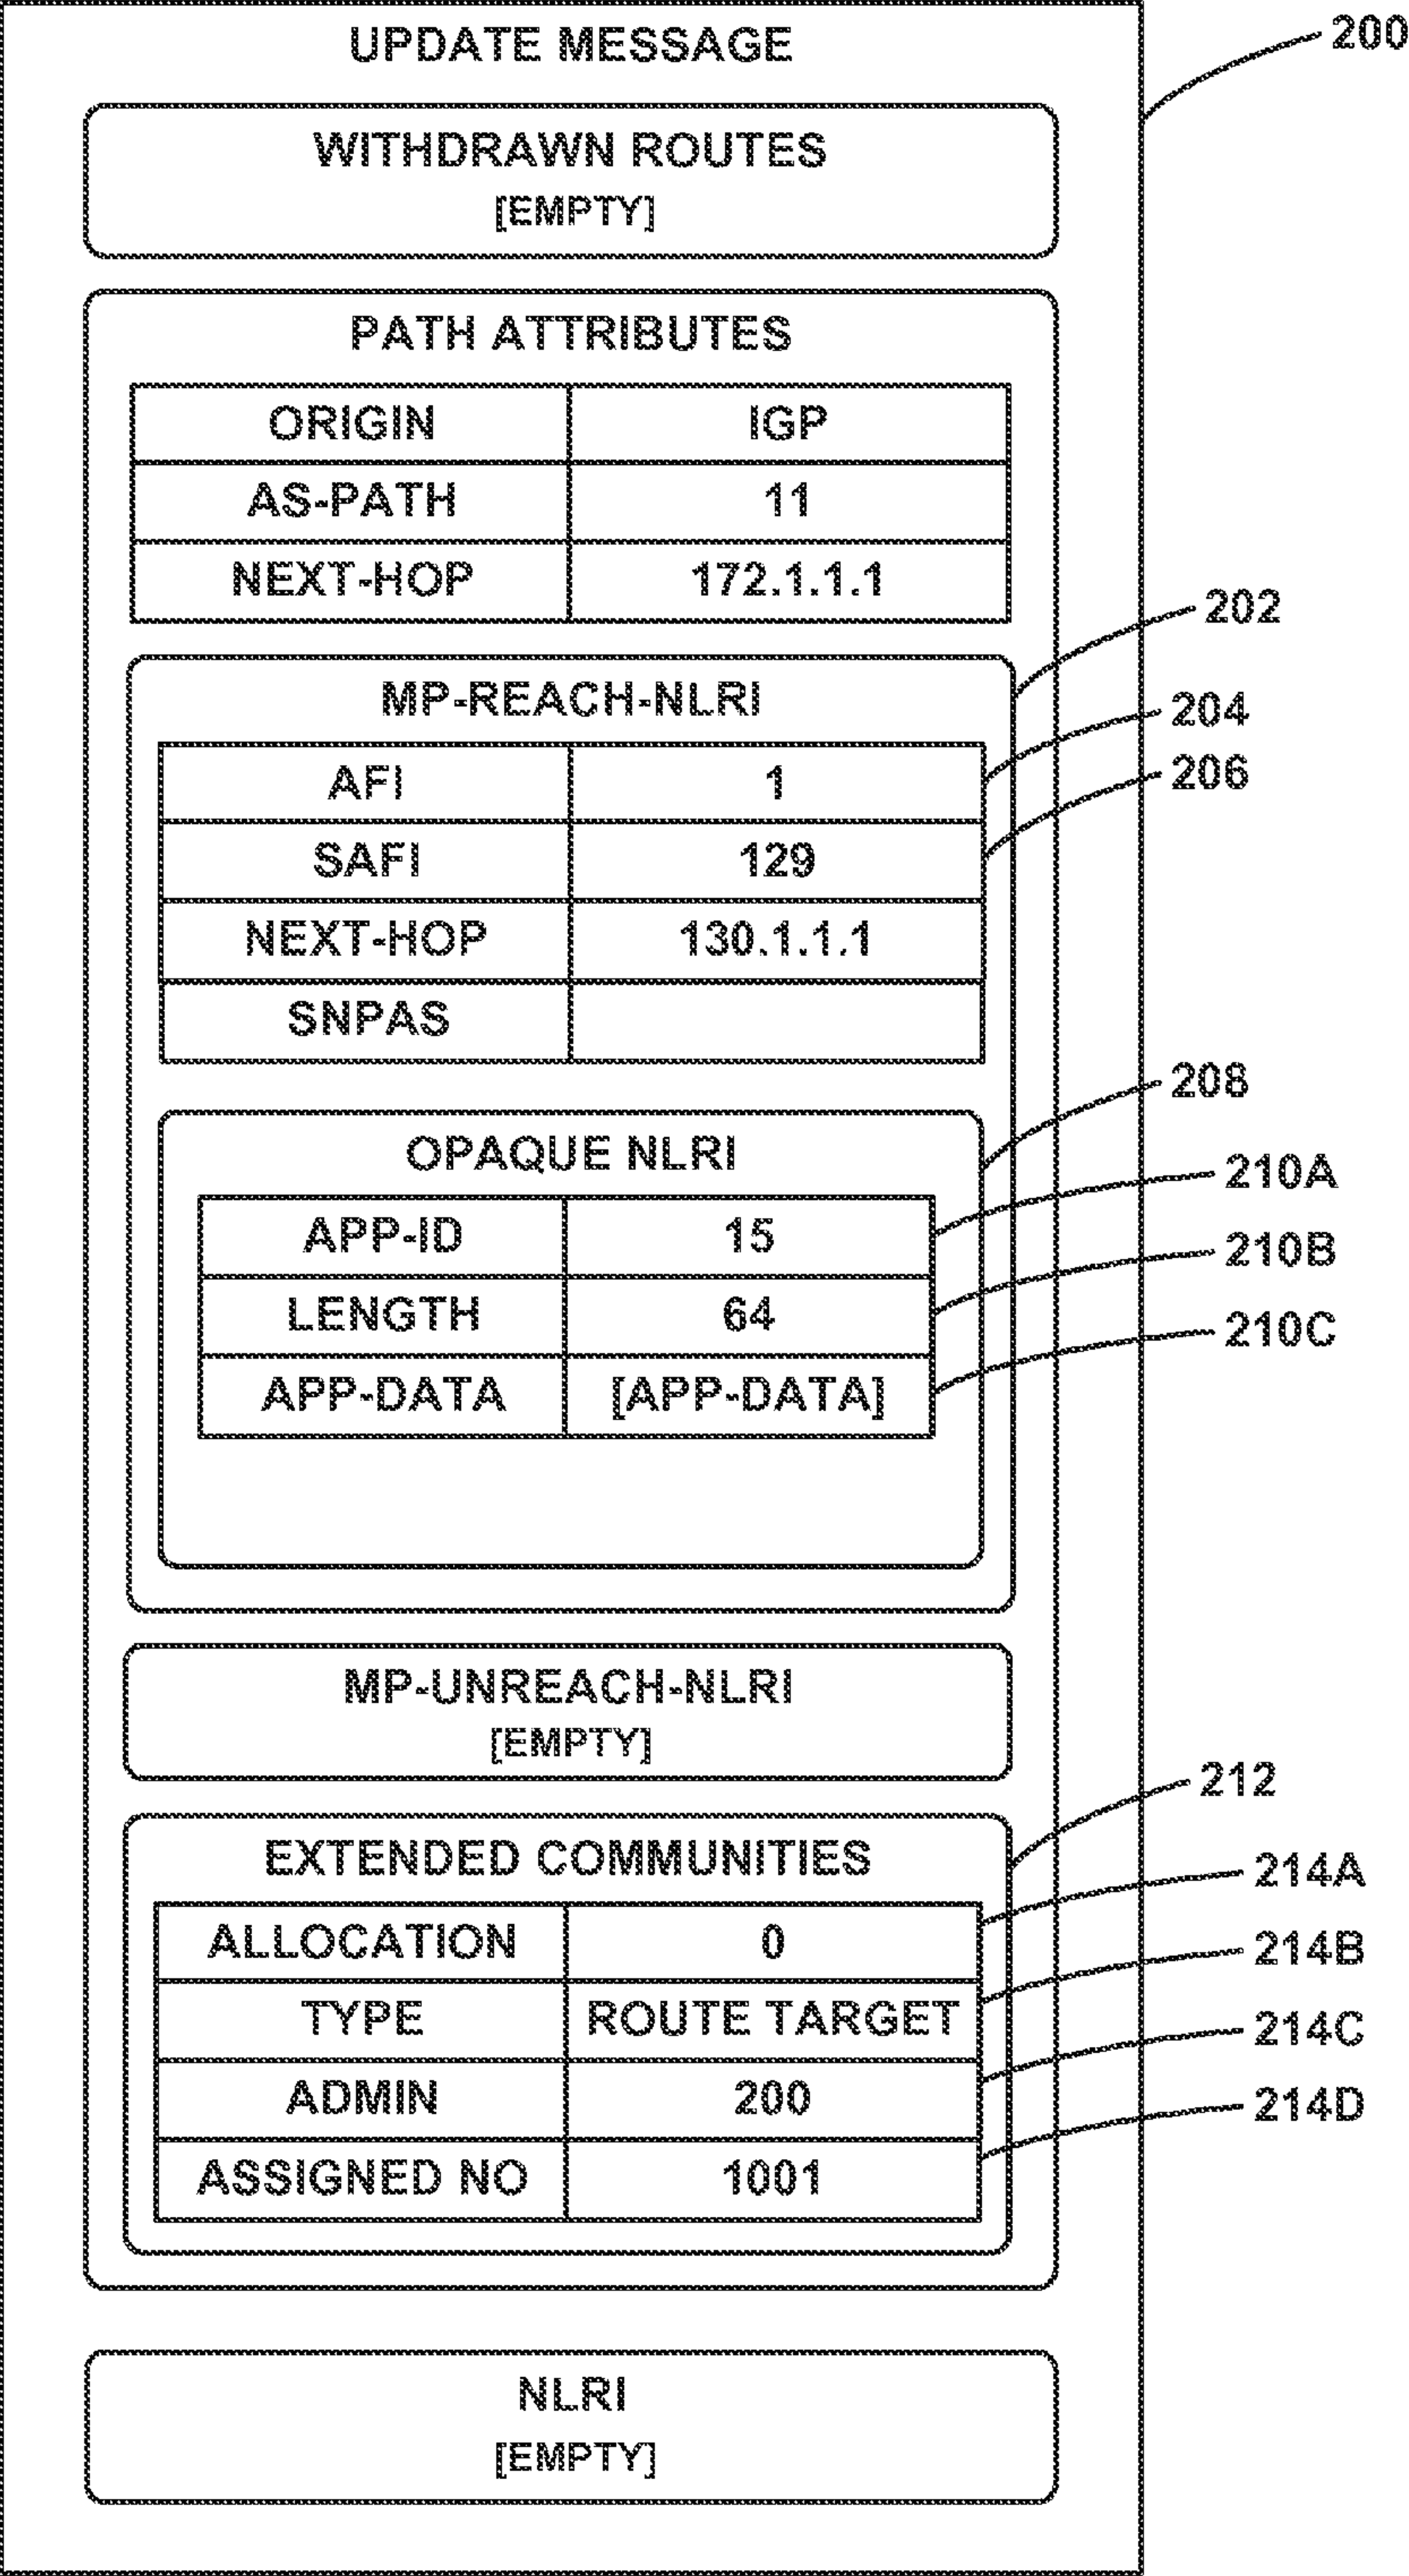 UPDATE MESSAGE
200
WITHDRAWN ROUTES
[EMPTY]
PATH ATTRIBUTES
ORIGIN IGP
AS-PATH 11
NEXT-HOP 172.1.1.1
202
MP-REACH-NLRI
204
AFI 1
206
SAFI 129
NEXT-HOP 130.1.1.1
SNPAS
208
OPAQUE NLRI
210A
APP-ID 15
210B
LENGTH 64
210C
APP-DATA [APP-DATA]
MP-UNREACH-NLRI
[EMPTY]
212
EXTENDED COMMUNITIES
214A
ALLOCATION 0
214B
TYPE ROUTE TARGET
214C
ADMIN 200
214D
ASSIGNED NO 1001
NLRI
[EMPTY]